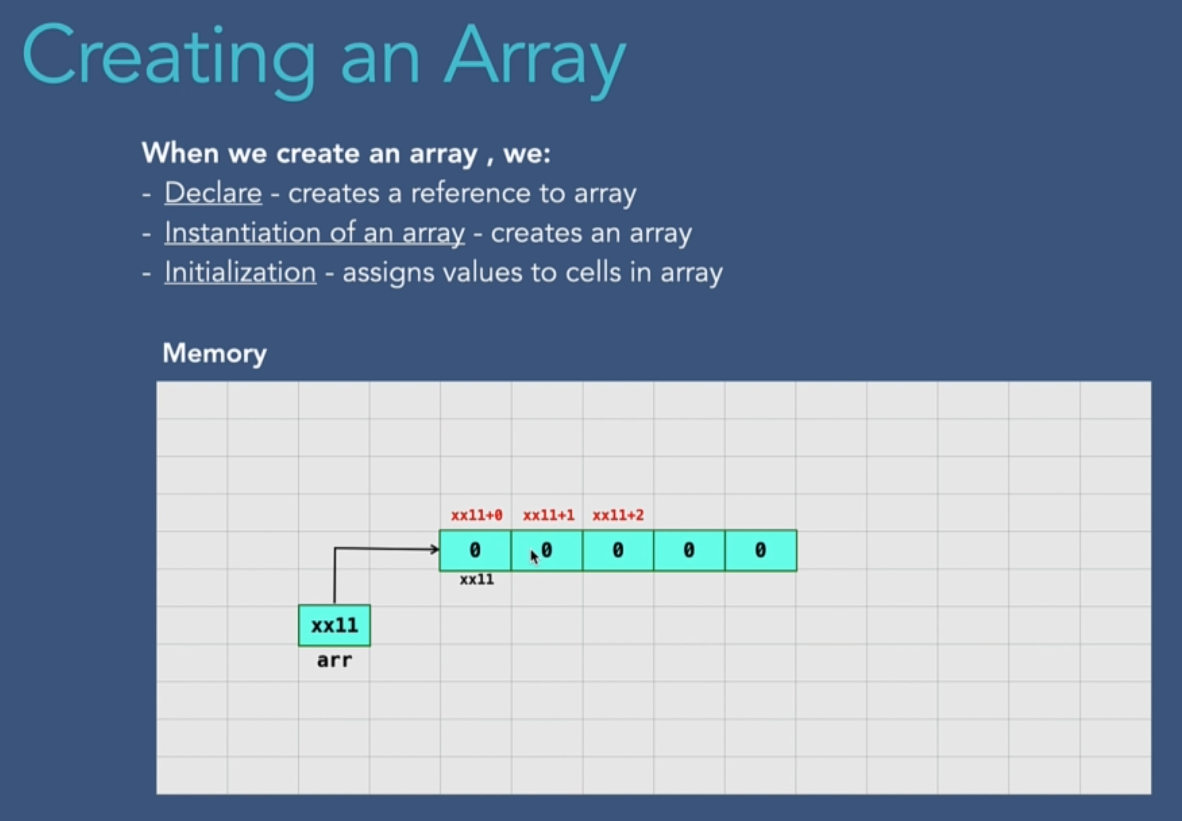 Creating an Array
When we create an array , we:
- Declare - creates a reference to array
- Instantiation of an array - creates an array
- Initialization - assigns values to cells in array
Memory
xx11+0 xx11+1 xx11+2
0 0 0 0 0
xx11
xx11
arr